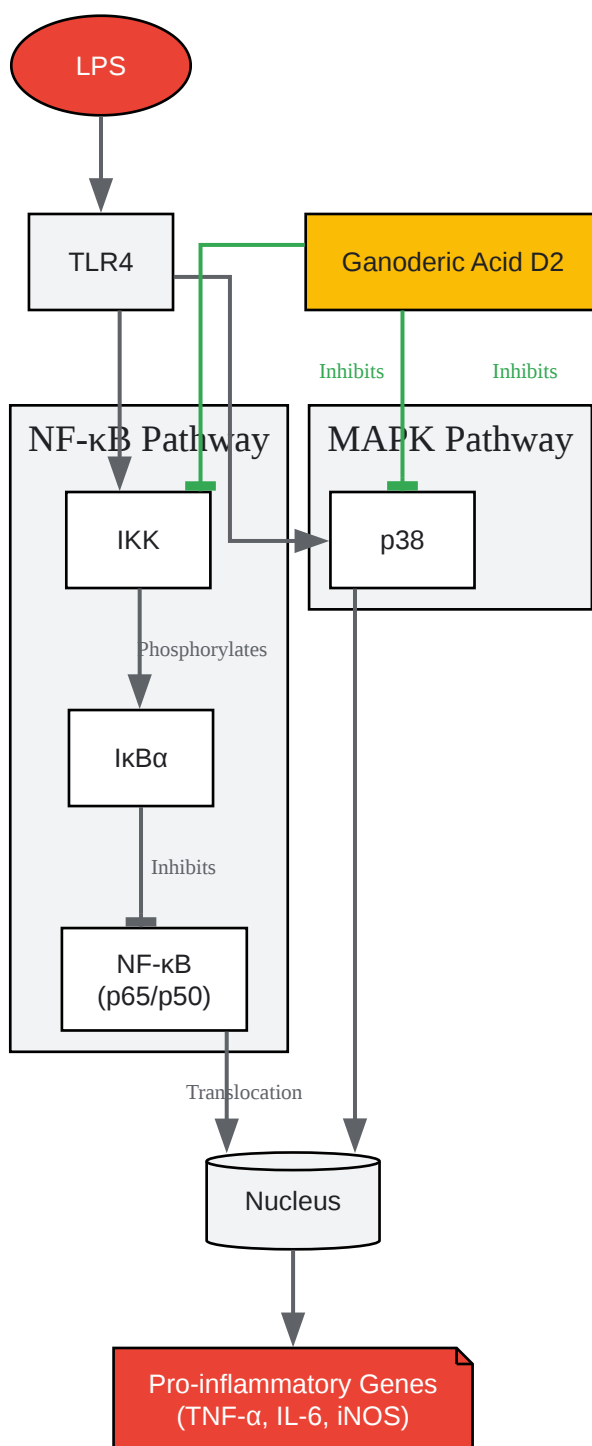 LPS
TLR4
Ganoderic Acid D2
Inhibits
Inhibits
NF-κB Pathway
MAPK Pathway
IKK
p38
Phosphorylates
IκBα
Inhibits
NF-κB
(p65/p50)
Translocation
Nucleus
Pro-inflammatory Genes
(TNF-α, IL-6, iNOS)